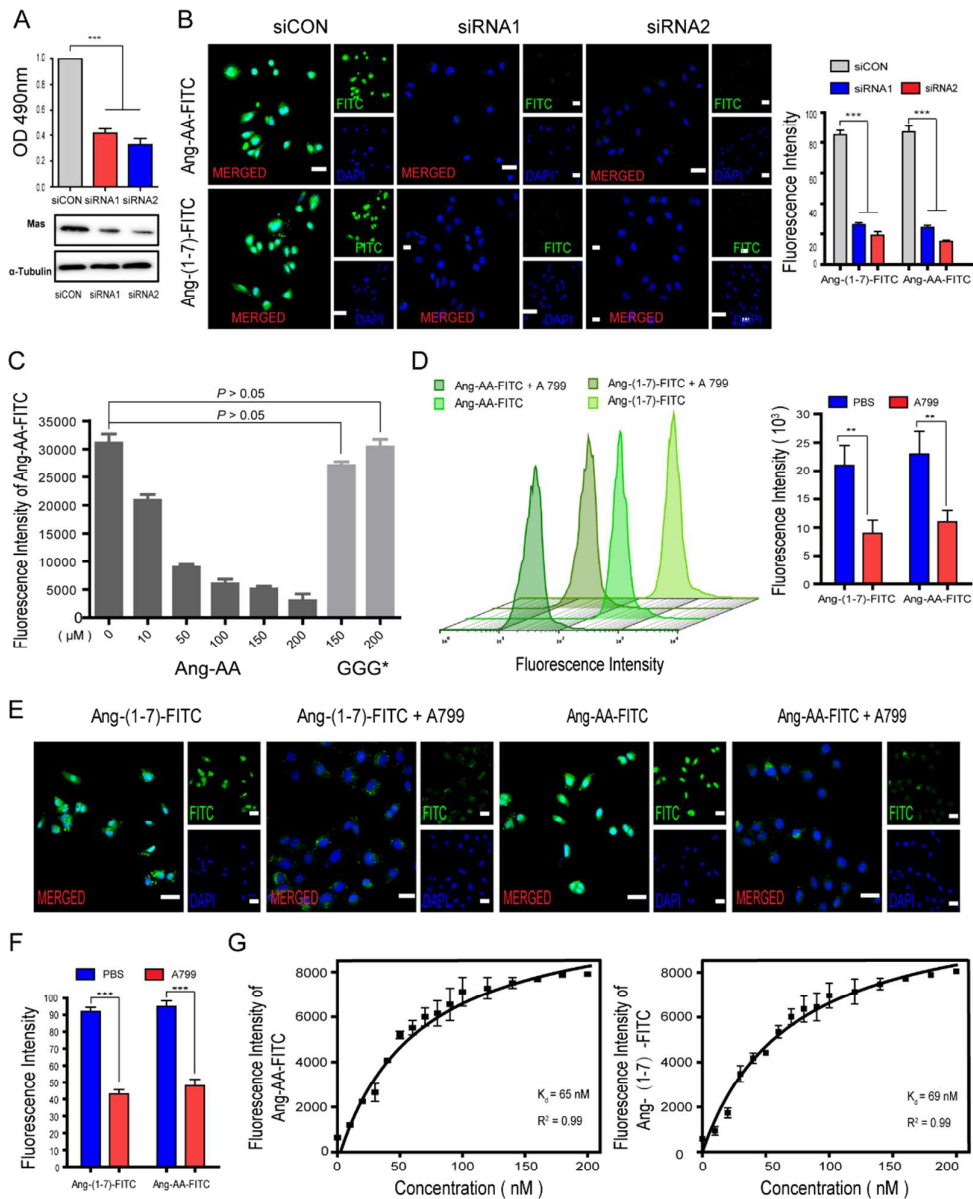 A
***
OD 490nm
1.0
0.8
0.6
0.4
0.2
0.0
siCON siRNA1 siRNA2
Mas
α-Tubulin
siCON siRNA1 siRNA2
B
siCON siRNA1 siRNA2
Ang-AA-FITC
FITC
DAPI
MERGED
FITC
DAPI
MERGED
FITC
DAPI
MERGED
Ang-(1-7)-FITC
FITC
DAPI
MERGED
FITC
DAPI
MERGED
FITC
DAPI
MERGED
siCON
siRNA1 siRNA2
*** ***
Fluorescence Intensity
100
80
60
40
20
0
Ang-(1-7)-FITC Ang-AA-FITC
C
P > 0.05
P > 0.05
Fluorescence Intensity of Ang-AA-FITC
35000
30000
25000
20000
15000
10000
5000
0
( μM ) 0 10 50 100 150 200 150 200
Ang-AA GGG*
D
Ang-AA-FITC + A 799 Ang-(1-7)-FITC + A 799
Ang-AA-FITC Ang-(1-7)-FITC
Fluorescence Intensity
PBS A799
** **
Fluorescence Intensity ( 10³)
30
25
20
15
10
5
0
Ang-(1-7)-FITC Ang-AA-FITC
E
Ang-(1-7)-FITC Ang-(1-7)-FITC + A799 Ang-AA-FITC Ang-AA-FITC + A799
FITC FITC FITC FITC
MERGED DAPI MERGED DAPI MERGED DAPI MERGED DAPI
F
PBS A799
*** ***
Fluorescence Intensity
100
90
80
70
60
50
40
30
20
10
0
Ang-(1-7)-FITC Ang-AA-FITC
G
Fluorescence Intensity of
Ang-AA-FITC
8000
6000
4000
2000
0
Kd = 65 nM
R² = 0.99
0 50 100 150 200
Concentration ( nM )
Fluorescence Intensity of
Ang-（1-7）-FITC
8000
6000
4000
2000
0
Kd = 69 nM
R² = 0.99
0 50 100 150 200
Concentration ( nM )